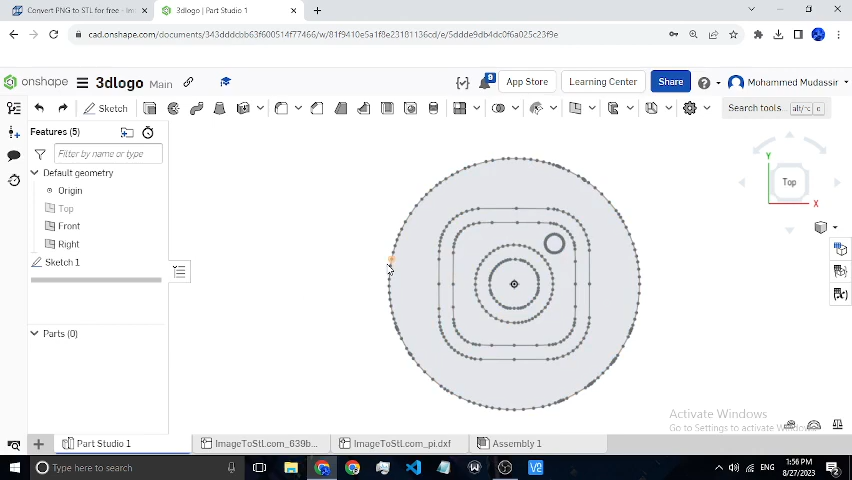 Convert PNG to STL for free - Im
3dlogo | Part Studio 1
cad.onshape.com/documents/343dddcbb63f600514f77466/w/81f9410e5a1f8e23181136cd/e/5ddde9db4dc0f6a025c3f9e
onshape
3dlogo Main
9
App Store
Learning Center
Share
Mohammed Mudassir
Sketch
Search tools
alt/⌥ c
Features (5)
Filter by name or type
Default geometry
Origin
Top
Front
Right
Sketch 1
Parts (0)
Y
Top
X
Activate Windows
Go to Settings to activate Windows.
Part Studio 1
ImageToStl.com_639b...
ImageToStl.com_pi.dxf
Assembly 1
Type here to search
ENG
1:56 PM
8/27/2023
2